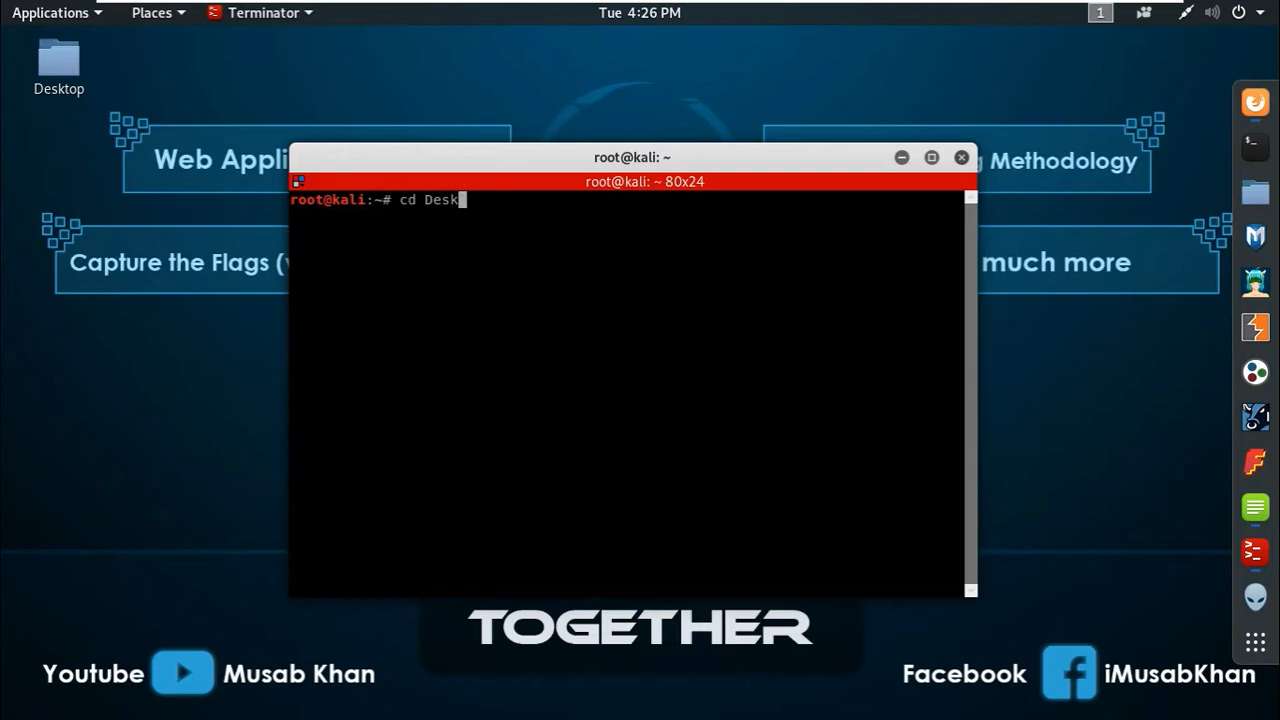 Applications Places Terminator Tue 4:26 PM 1
Desktop
Web Appli
g Methodology
root@kali: ~
root@kali: ~ 80x24
root@kali:~# cd Desk
Capture the Flags (
much more
TOGETHER
Youtube Musab Khan
Facebook iMusabKhan